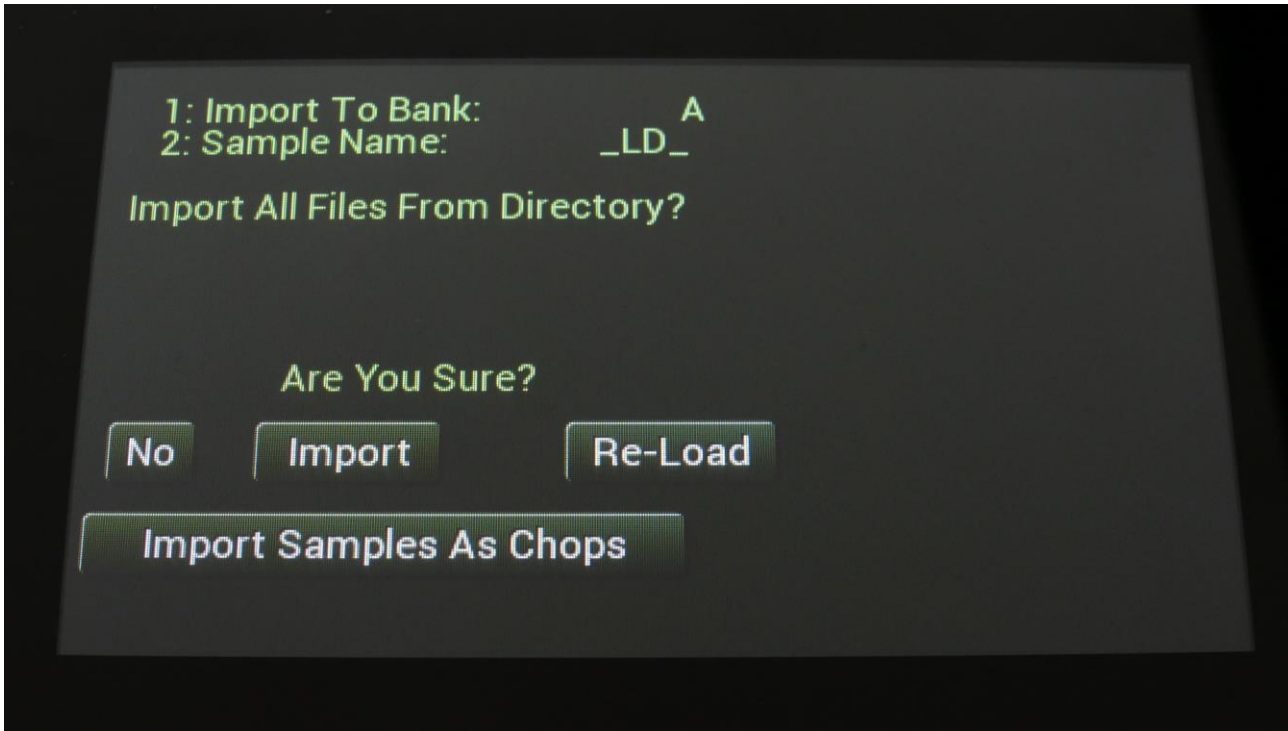 1: Import To Bank: A
2: Sample Name: _LD_
Import All Files From Directory?
Are You Sure?
No Import Re-Load
Import Samples As Chops